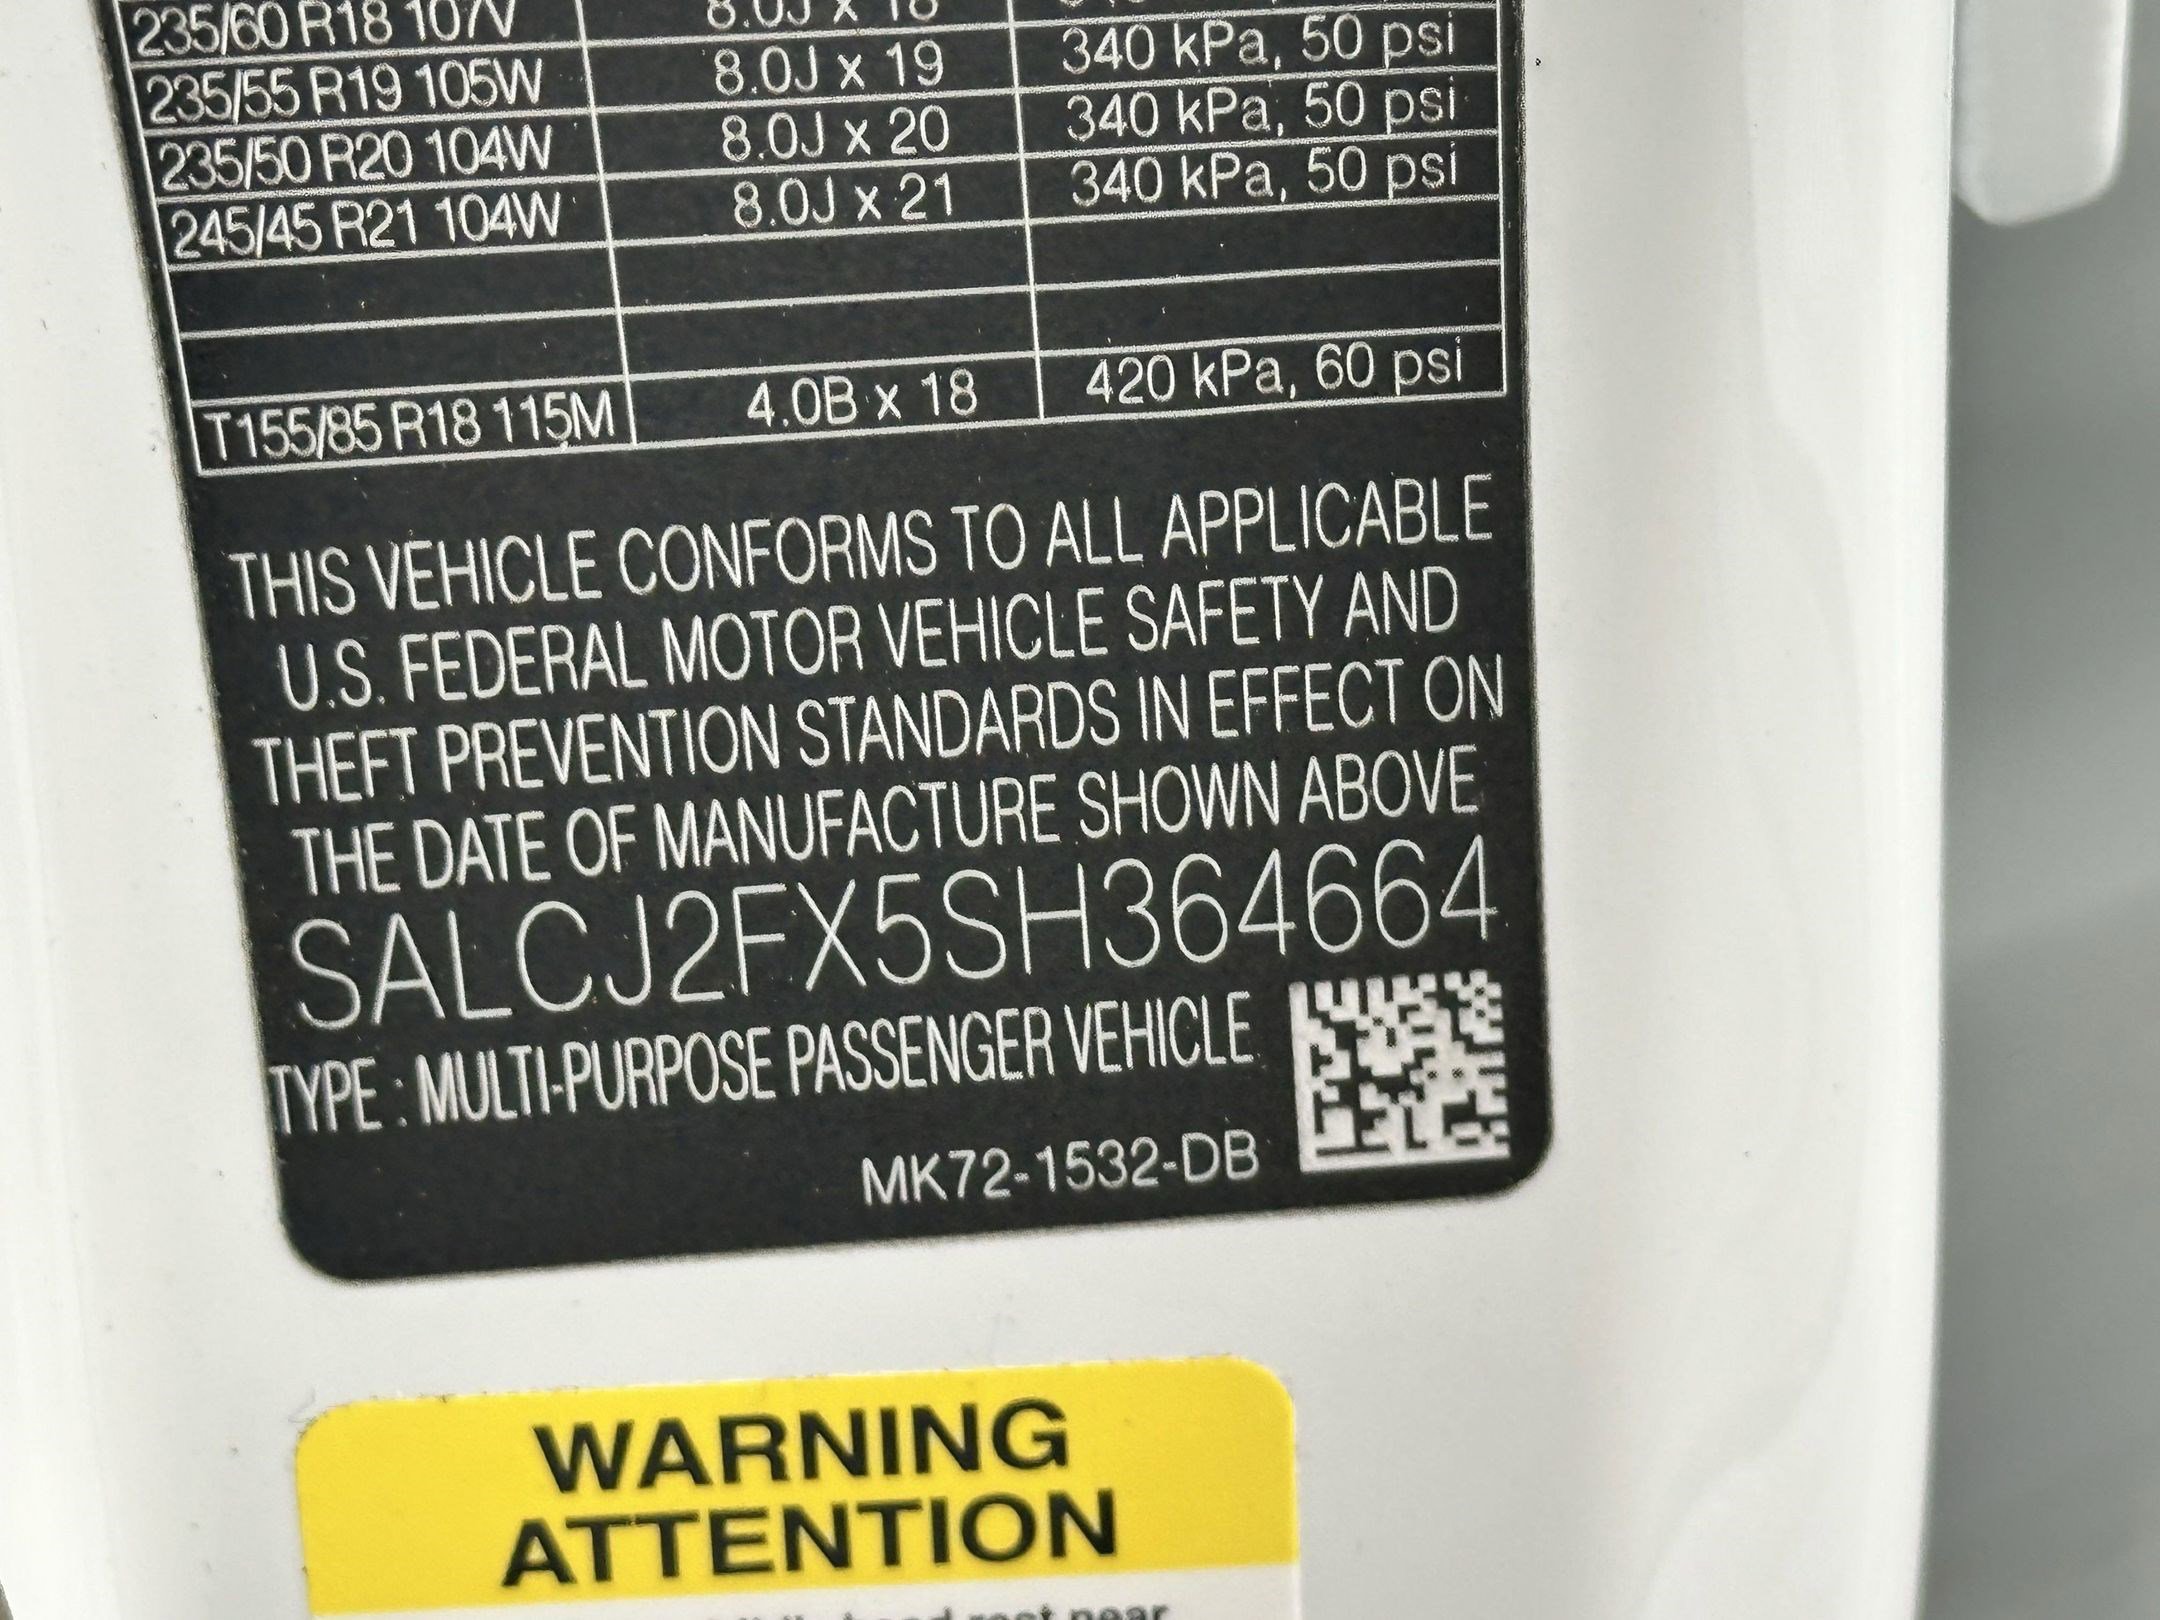 235/60 R18 107V 8.0J x 18
235/55 R19 105W 8.0J x 19 340 kPa, 50 psi
235/50 R20 104W 8.0J x 20 340 kPa, 50 psi
245/45 R21 104W 8.0J x 21 340 kPa, 50 psi
T155/85 R18 115M 4.0B x 18 420 kPa, 60 psi
THIS VEHICLE CONFORMS TO ALL APPLICABLE
U.S. FEDERAL MOTOR VEHICLE SAFETY AND
THEFT PREVENTION STANDARDS IN EFFECT ON
THE DATE OF MANUFACTURE SHOWN ABOVE
SALCJ2FX5SH364664
TYPE : MULTI-PURPOSE PASSENGER VEHICLE
MK72-1532-DB
WARNING
ATTENTION
head rest near